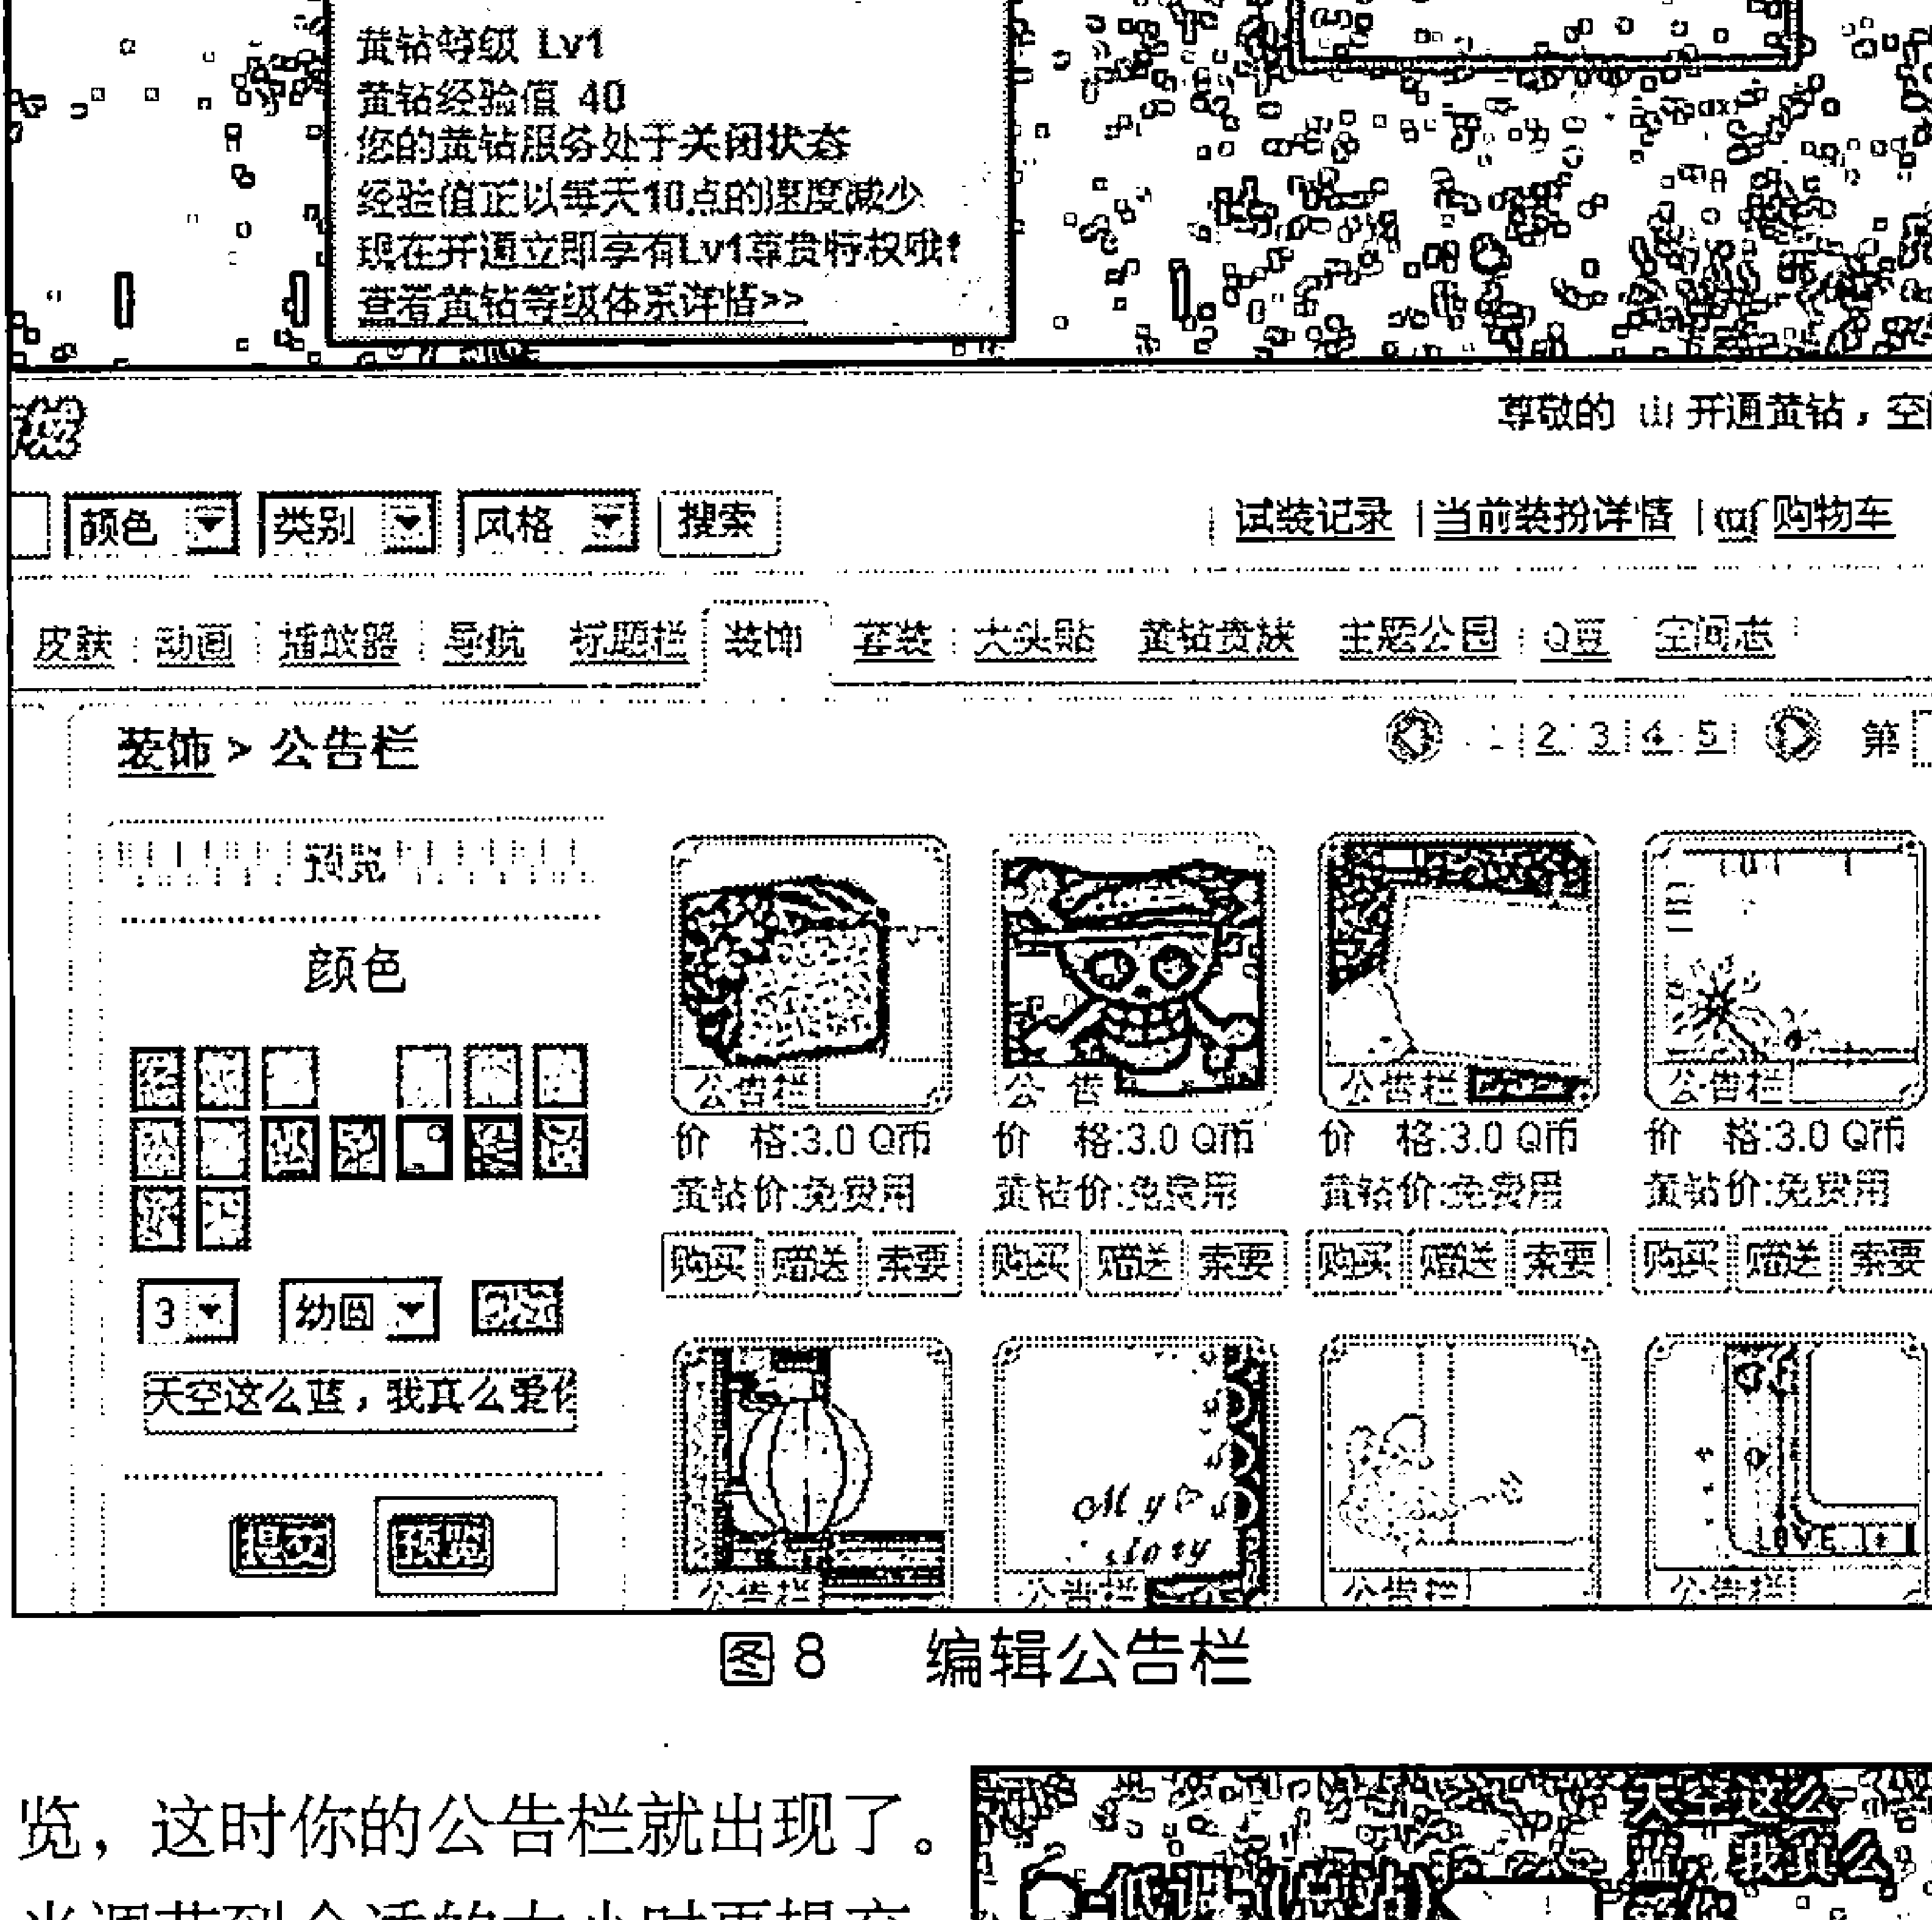 黄钻等级 Lv1
黄钻经验值 40
您的黄钻服务处于关闭状态
经验值正以每天10点的速度减少
现在开通立即享有Lv1尊贵特权哦!
查看黄钻等级体系详情>>
尊敬的 山 开通黄钻，空
颜色 类别 风格 搜索 试装记录 | 当前装扮详情 | 购物车
皮肤 动画 播放器 导航 标题栏 装饰 套装 大头贴 黄钻贵族 主题公园 Q豆 空间志
装饰 > 公告栏 1 2 3 4 5 第
预览
颜色
公告栏 公 告 公告栏 公告栏
价 格:3.0 Q币 价 格:3.0 Q币 价 格:3.0 Q币 价 格:3.0 Q币
黄钻价:免费用 黄钻价:免费用 黄钻价:免费用 黄钻价:免费用
购买 赠送 索要 购买 赠送 索要 购买 赠送 索要 购买 赠送 索要
3 幼圆
天空这么蓝，我真么爱你
My
LOVE
提交 预览
公告栏 公告栏 公告栏 公告栏
图 8 编辑公告栏
览，这时你的公告栏就出现了。
天空这么
我真么